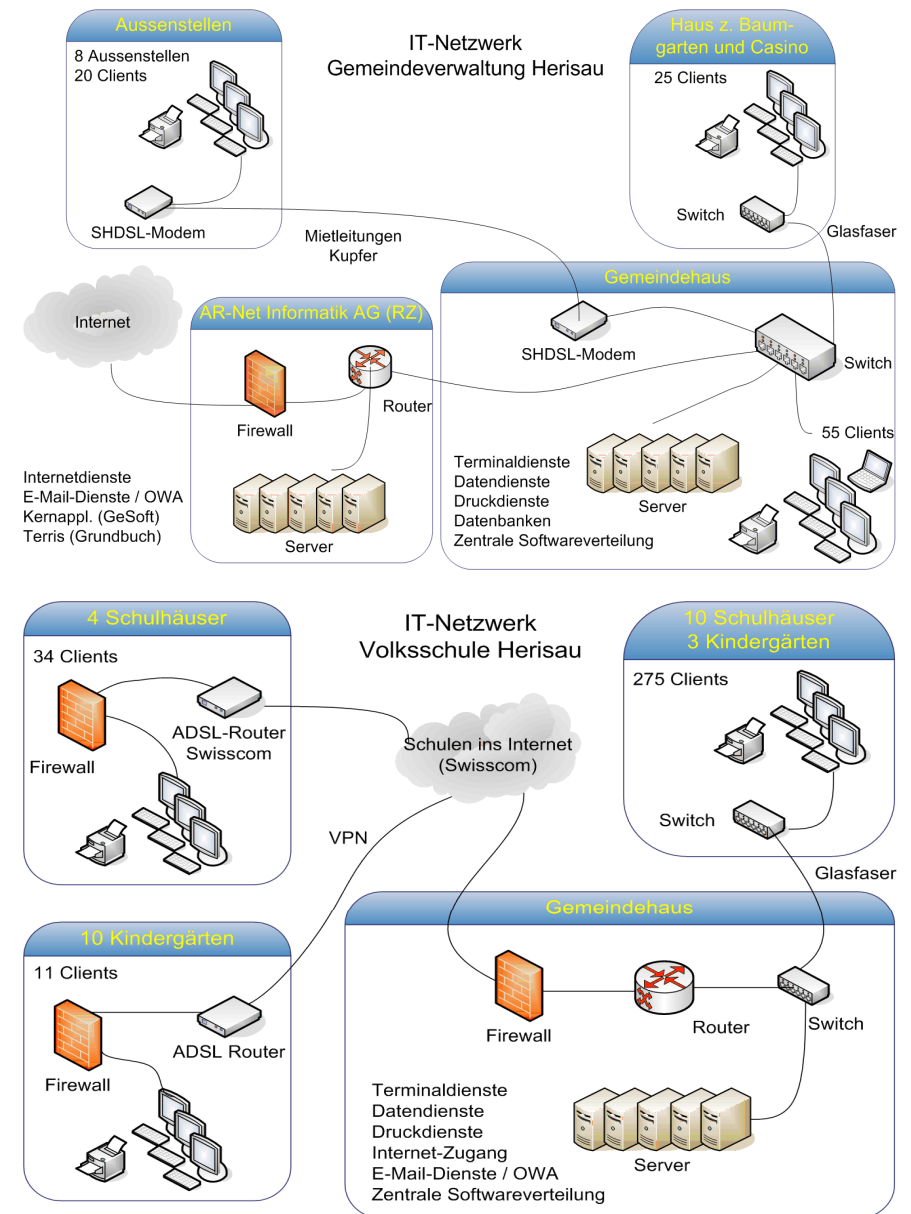 Aussenstellen
8 Aussenstellen
20 Clients
SHDSL-Modem
IT-Netzwerk
Gemeindeverwaltung Herisau
Haus z. Baum-
garten und Casino
25 Clients
Switch
Glasfaser
Mietleitungen
Kupfer
Internet
AR-Net Informatik AG (RZ)
Firewall
Router
Server
Internetdienste
E-Mail-Dienste / OWA
Kernappl. (GeSoft)
Terris (Grundbuch)
Gemeindehaus
SHDSL-Modem
Switch
55 Clients
Terminaldienste
Datendienste
Druckdienste
Datenbanken
Zentrale Softwareverteilung
Server
4 Schulhäuser
34 Clients
Firewall
ADSL-Router
Swisscom
IT-Netzwerk
Volksschule Herisau
Schulen ins Internet
(Swisscom)
10 Schulhäuser
3 Kindergärten
275 Clients
Switch
Glasfaser
VPN
10 Kindergärten
11 Clients
Firewall
ADSL Router
Gemeindehaus
Firewall
Router
Switch
Terminaldienste
Datendienste
Druckdienste
Internet-Zugang
E-Mail-Dienste / OWA
Zentrale Softwareverteilung
Server